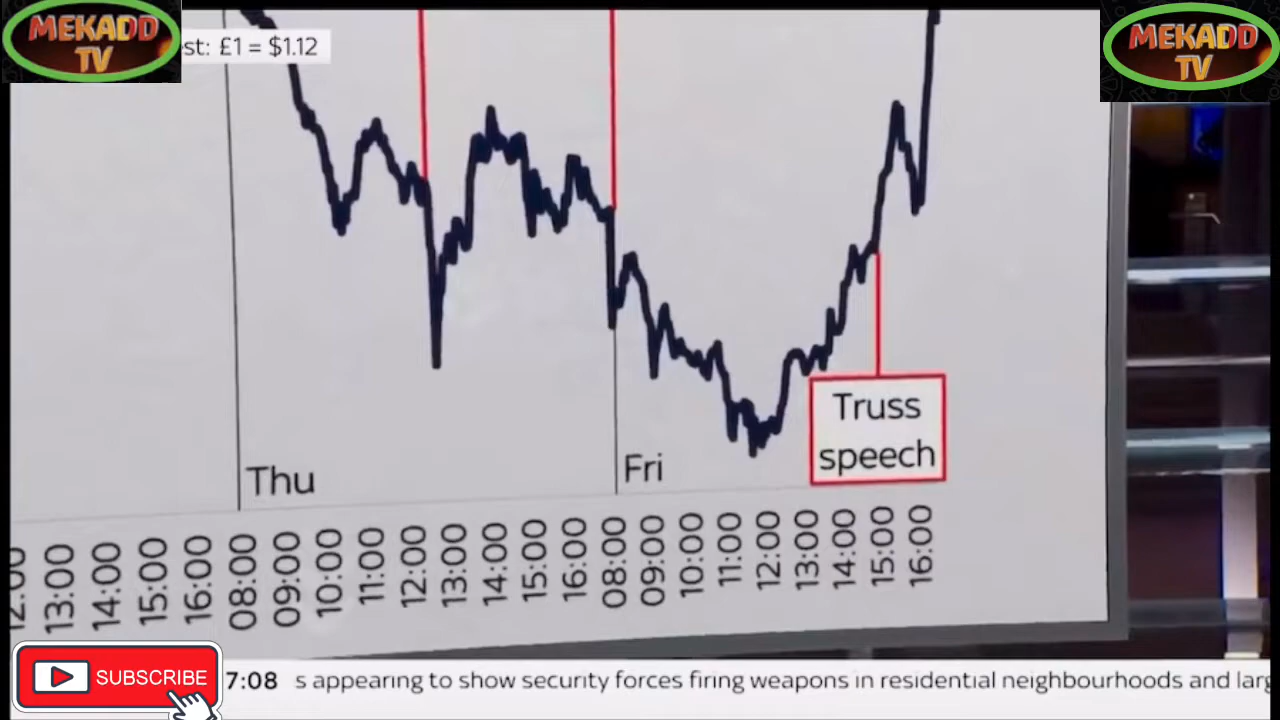 MEKADD
TV
MEKADD
TV
est: £1 = $1.12
Truss
speech
Thu
Fri
13:00
14:00
15:00
16:00
08:00
09:00
10:00
11:00
12:00
13:00
14:00
15:00
16:00
08:00
09:00
10:00
11:00
12:00
13:00
14:00
15:00
16:00
SUBSCRIBE
7:08 s appearing to show security forces firing weapons in residential neighbourhoods and larg